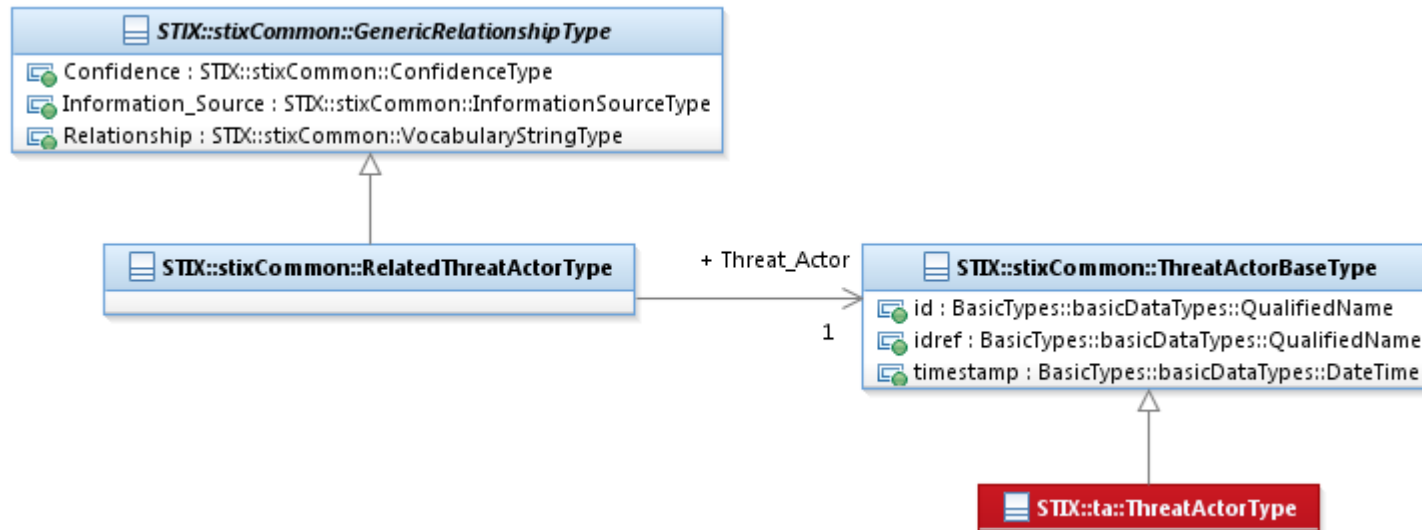 STIX::stixCommon::GenericRelationshipType
Confidence : STIX::stixCommon::ConfidenceType
Information_Source : STIX::stixCommon::InformationSourceType
Relationship : STIX::stixCommon::VocabularyStringType
STIX::stixCommon::RelatedThreatActorType
+ Threat_Actor
1
STIX::stixCommon::ThreatActorBaseType
id : BasicTypes::basicDataTypes::QualifiedName
idref : BasicTypes::basicDataTypes::QualifiedName
timestamp : BasicTypes::basicDataTypes::DateTime
STIX::ta::ThreatActorType